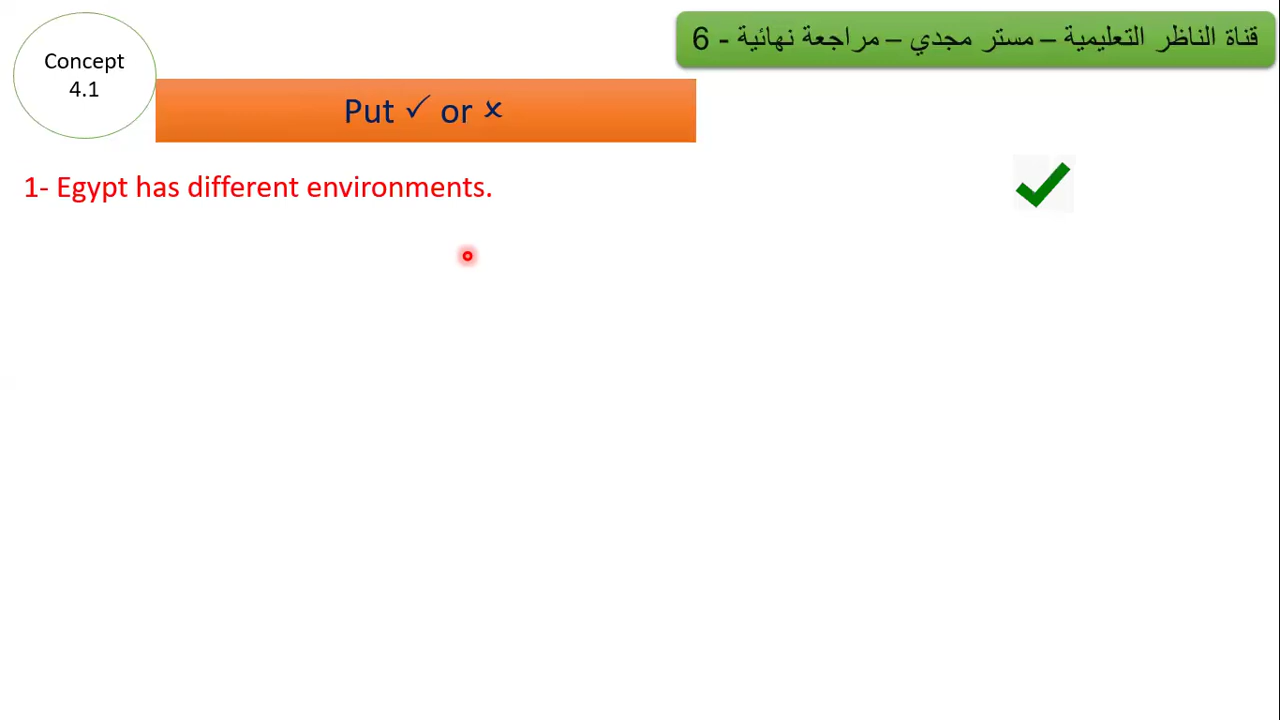 Concept
4.1
قناة الناظر التعليمية – مستر مجدي – مراجعة نهائية - 6
Put ✓ or ×
1- Egypt has different environments.